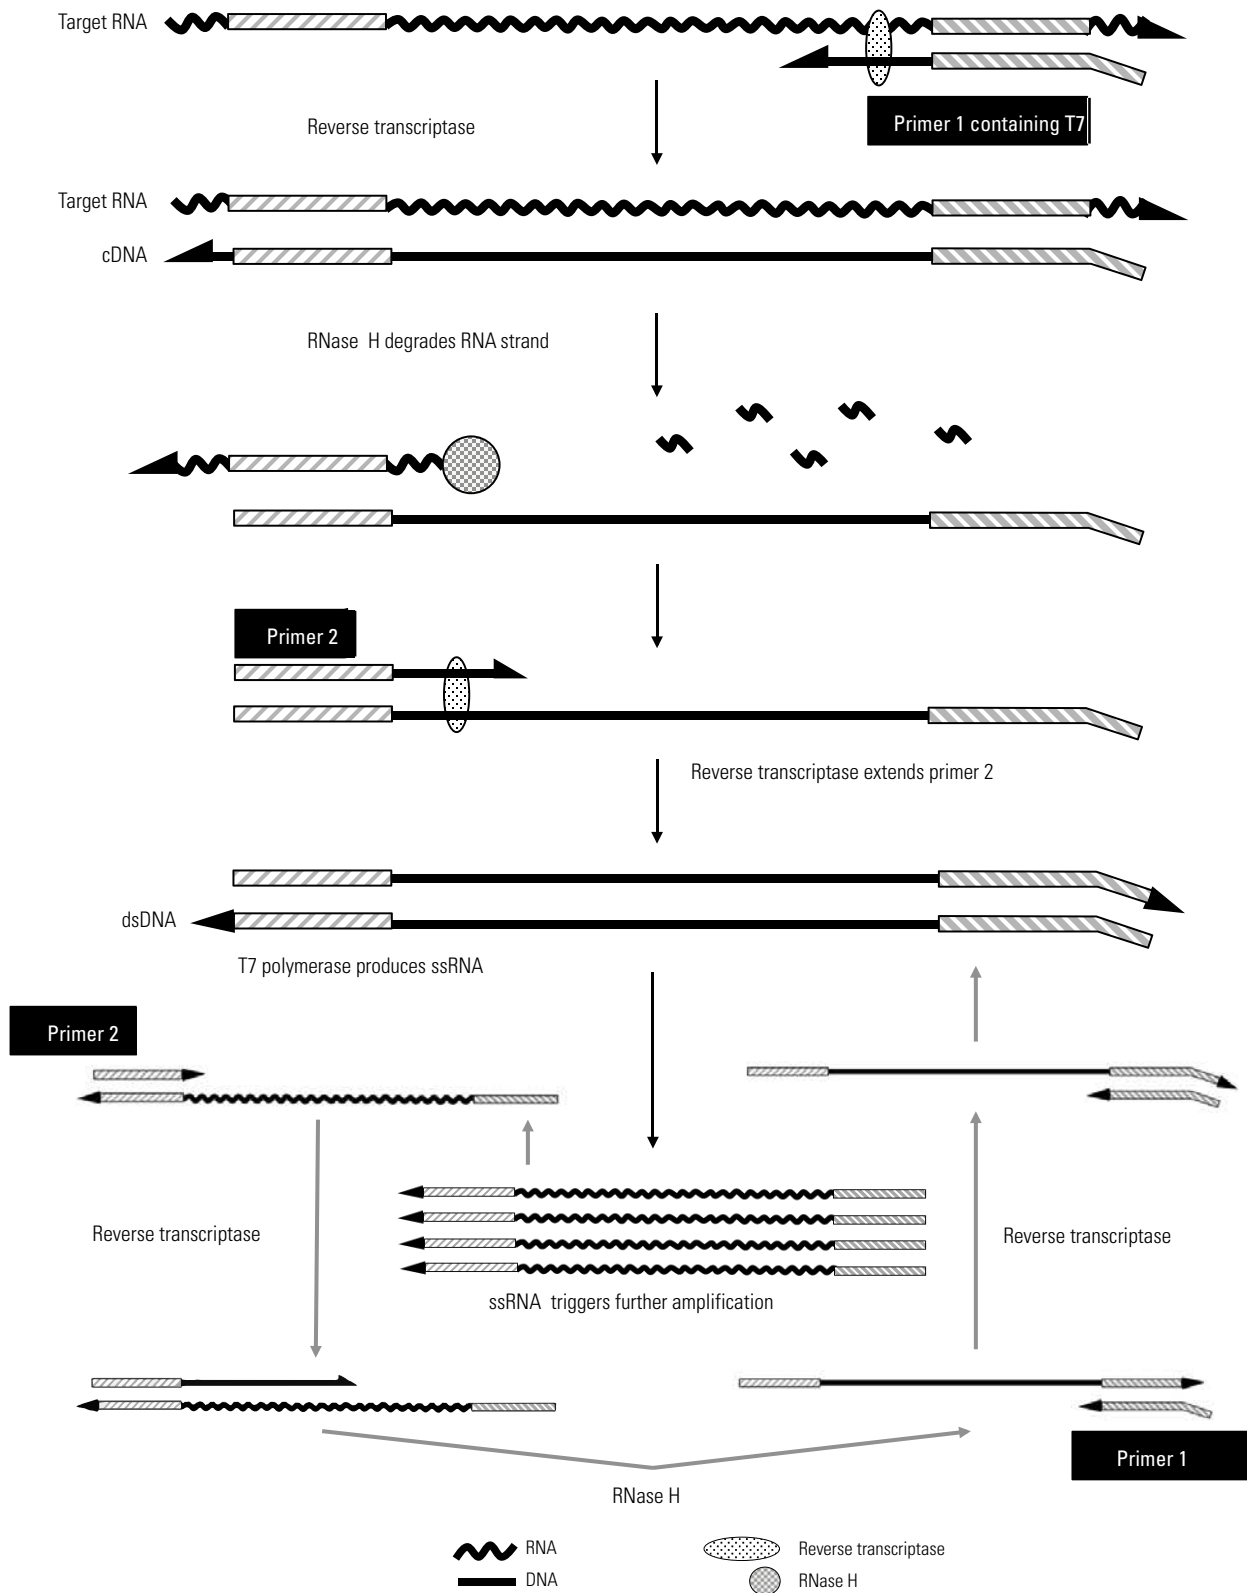 Target RNA
Primer 1 containing T7
Reverse transcriptase
Target RNA
cDNA
RNase H degrades RNA strand
Primer 2
Reverse transcriptase extends primer 2
dsDNA
T7 polymerase produces ssRNA
Primer 2
Reverse transcriptase
Reverse transcriptase
ssRNA triggers further amplification
Primer 1
RNase H
RNA
Reverse transcriptase
DNA
RNase H